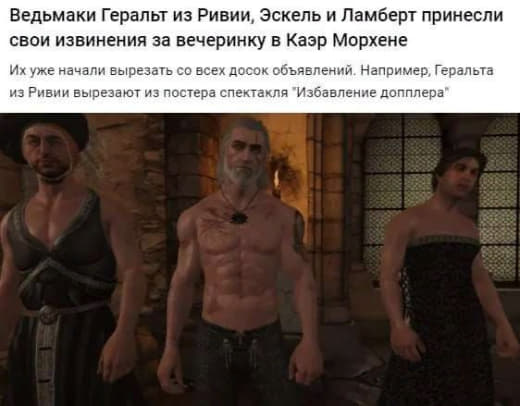 Ведьмаки Геральт из Ривии, Эскель и Ламберт принесли
свои извинения за вечеринку в Каэр Морхене
Их уже начали вырезать со всех досок объявлений. Например, Геральта
из Ривии вырезают из постера спектакля "Избавление допплера"